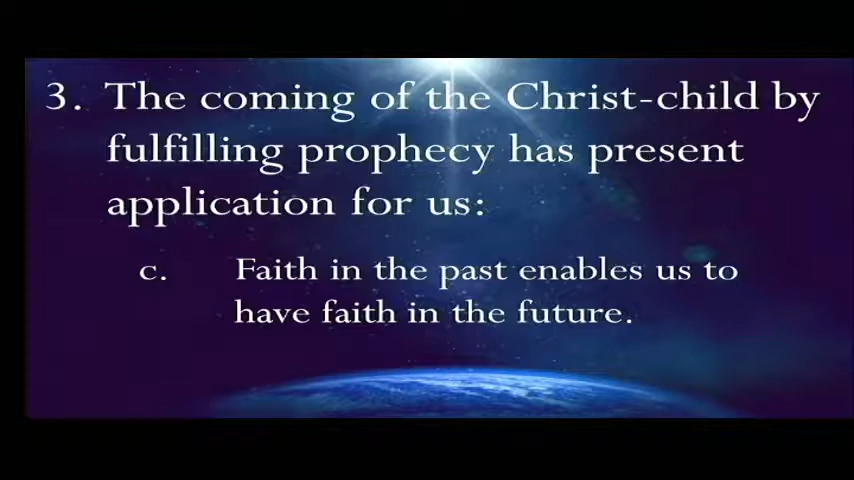 3. The coming of the Christ-child by
fulfilling prophecy has present
application for us:
c. Faith in the past enables us to
have faith in the future.